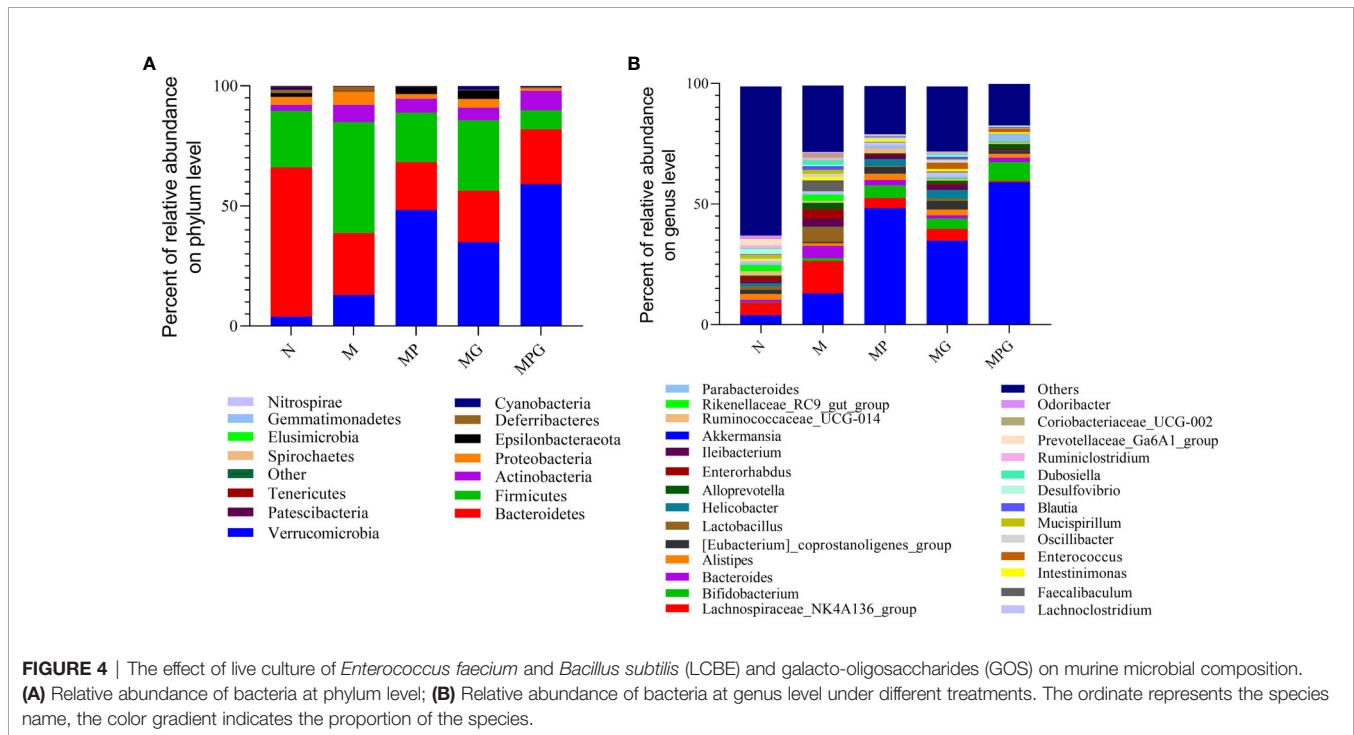 A
Percent of relative abundance
on phylum level
100
50
0
N
M
MP
MG
MPG
Nitrospirae
Gemmatimonadetes
Elusimicrobia
Spirochaetes
Other
Tenericutes
Patescibacteria
Verrucomicrobia
Cyanobacteria
Deferribacteres
Epsilonbacteraeota
Proteobacteria
Actinobacteria
Firmicutes
Bacteroidetes
B
Percent of relative abundance
on genus level
100
50
0
N
M
MP
MG
MPG
Parabacteroides
Rikenellaceae_RC9_gut_group
Ruminococcaceae_UCG-014
Akkermansia
Ileibacterium
Enterorhabdus
Alloprevotella
Helicobacter
Lactobacillus
[Eubacterium]_coprostanoligenes_group
Alistipes
Bacteroides
Bifidobacterium
Lachnospiraceae_NK4A136_group
Others
Odoribacter
Coriobacteriaceae_UCG-002
Prevotellaceae_Ga6A1_group
Ruminiclostridium
Dubosiella
Desulfovibrio
Blautia
Mucispirillum
Oscillibacter
Enterococcus
Intestinimonas
Faecalibaculum
Lachnoclostridium
FIGURE 4 | The effect of live culture of Enterococcus faecium and Bacillus subtilis (LCBE) and galacto-oligosaccharides (GOS) on murine microbial composition.
(A) Relative abundance of bacteria at phylum level; (B) Relative abundance of bacteria at genus level under different treatments. The ordinate represents the species
name, the color gradient indicates the proportion of the species.